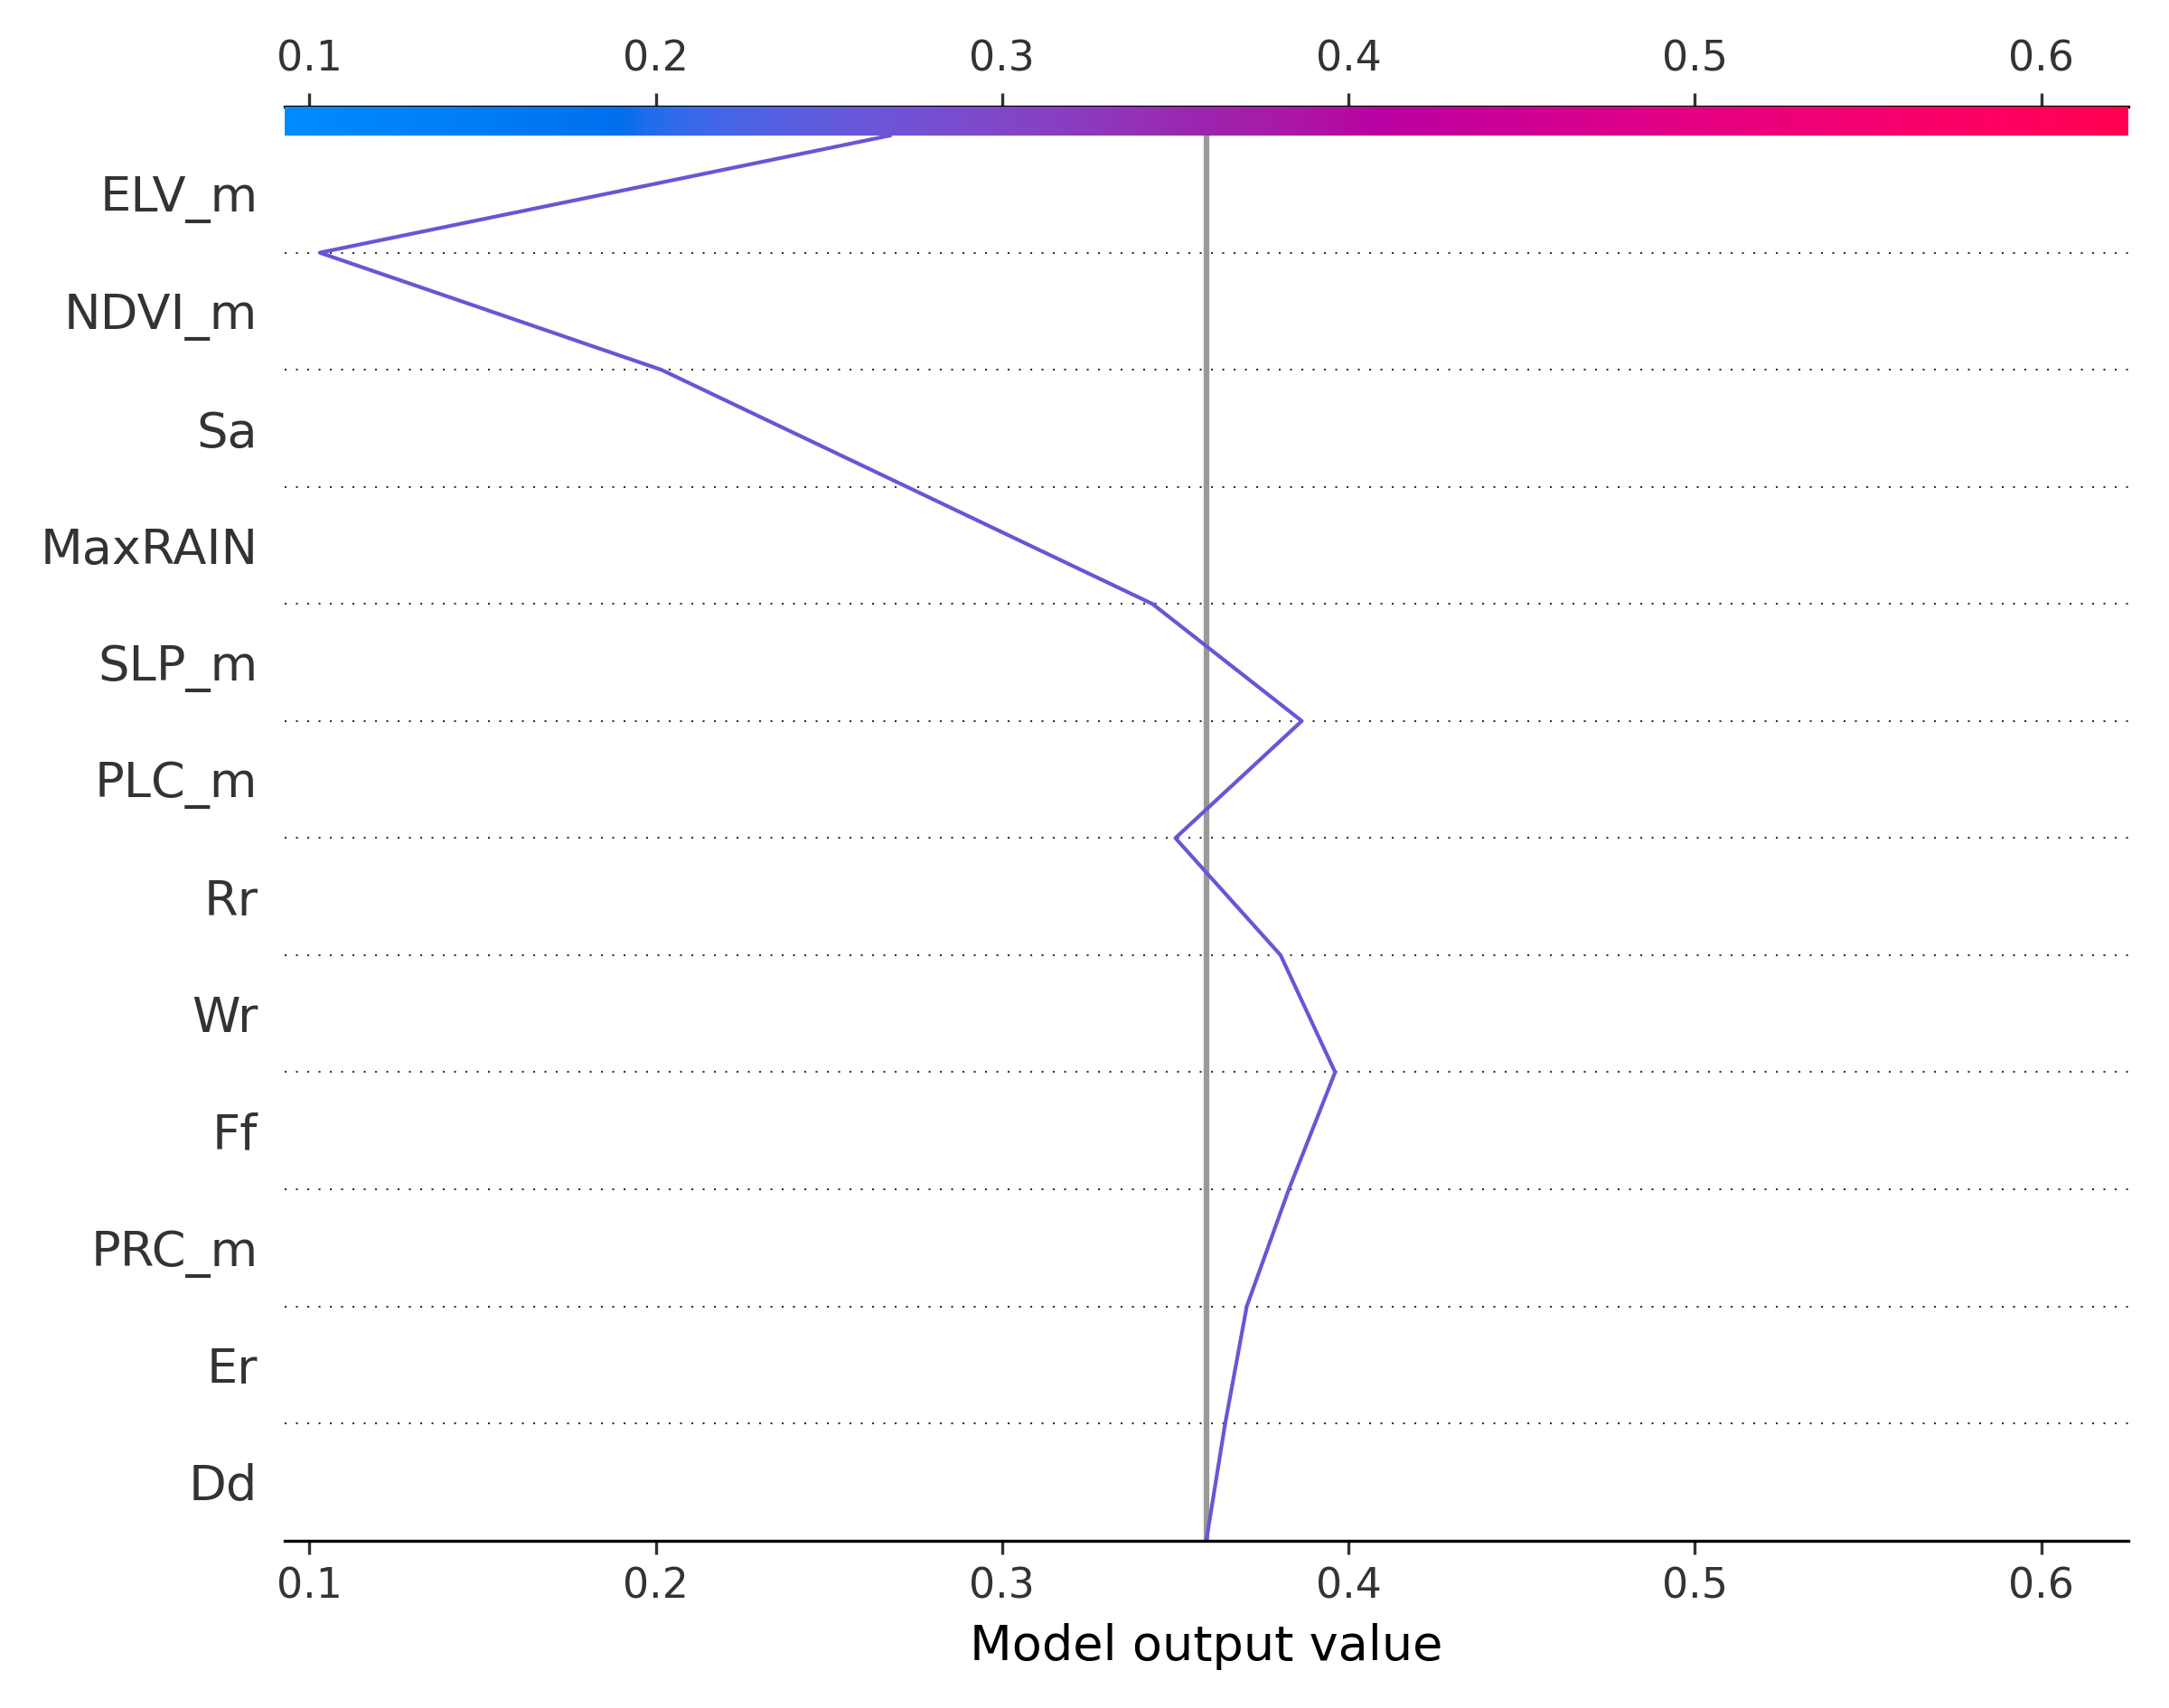 0.1 0.2 0.3 0.4 0.5 0.6
ELV_m
NDVI_m
Sa
MaxRAIN
SLP_m
PLC_m
Rr
Wr
Ff
PRC_m
Er
Dd
0.1 0.2 0.3 0.4 0.5 0.6
Model output value